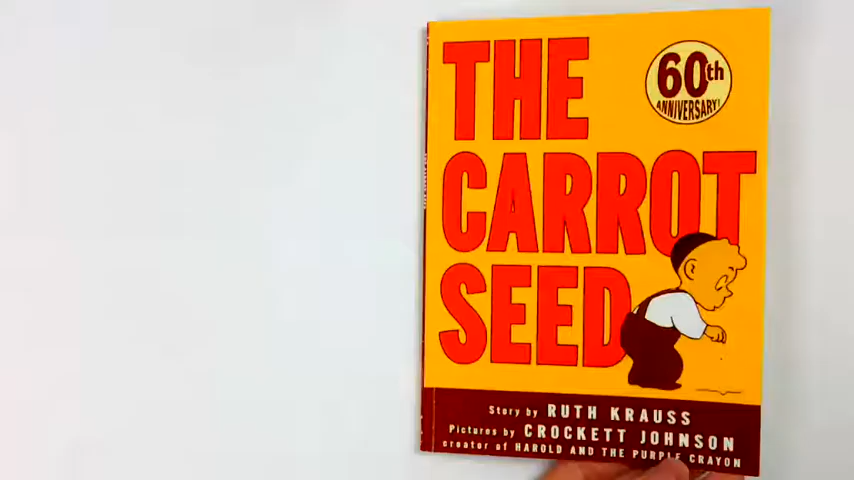 THE
60th
ANNIVERSARY!
CARROT
SEED
Story by RUTH KRAUSS
Pictures by CROCKETT JOHNSON
creator of HAROLD AND THE PURPLE CRAYON